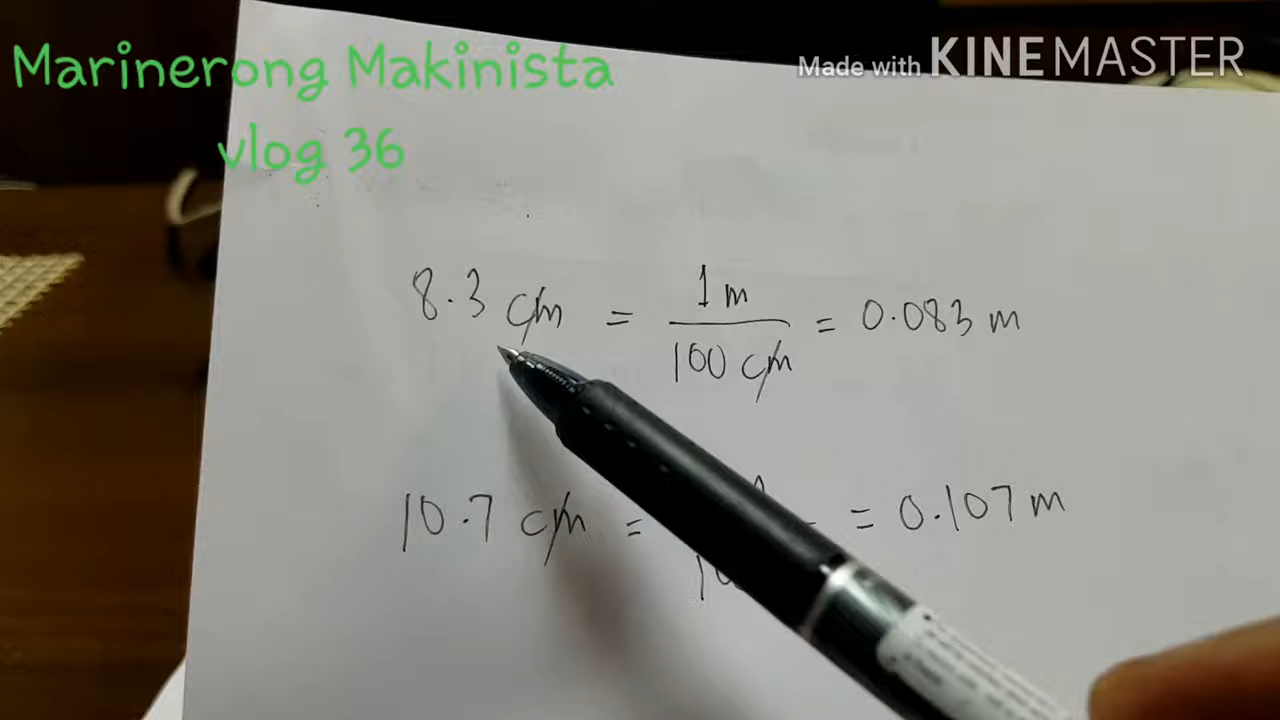 Marinerong Makinista
vlog 36
Made with KINEMASTER
8.3 cm = 1 m / 100 cm = 0.083 m
10.7 cm = = 0.107 m